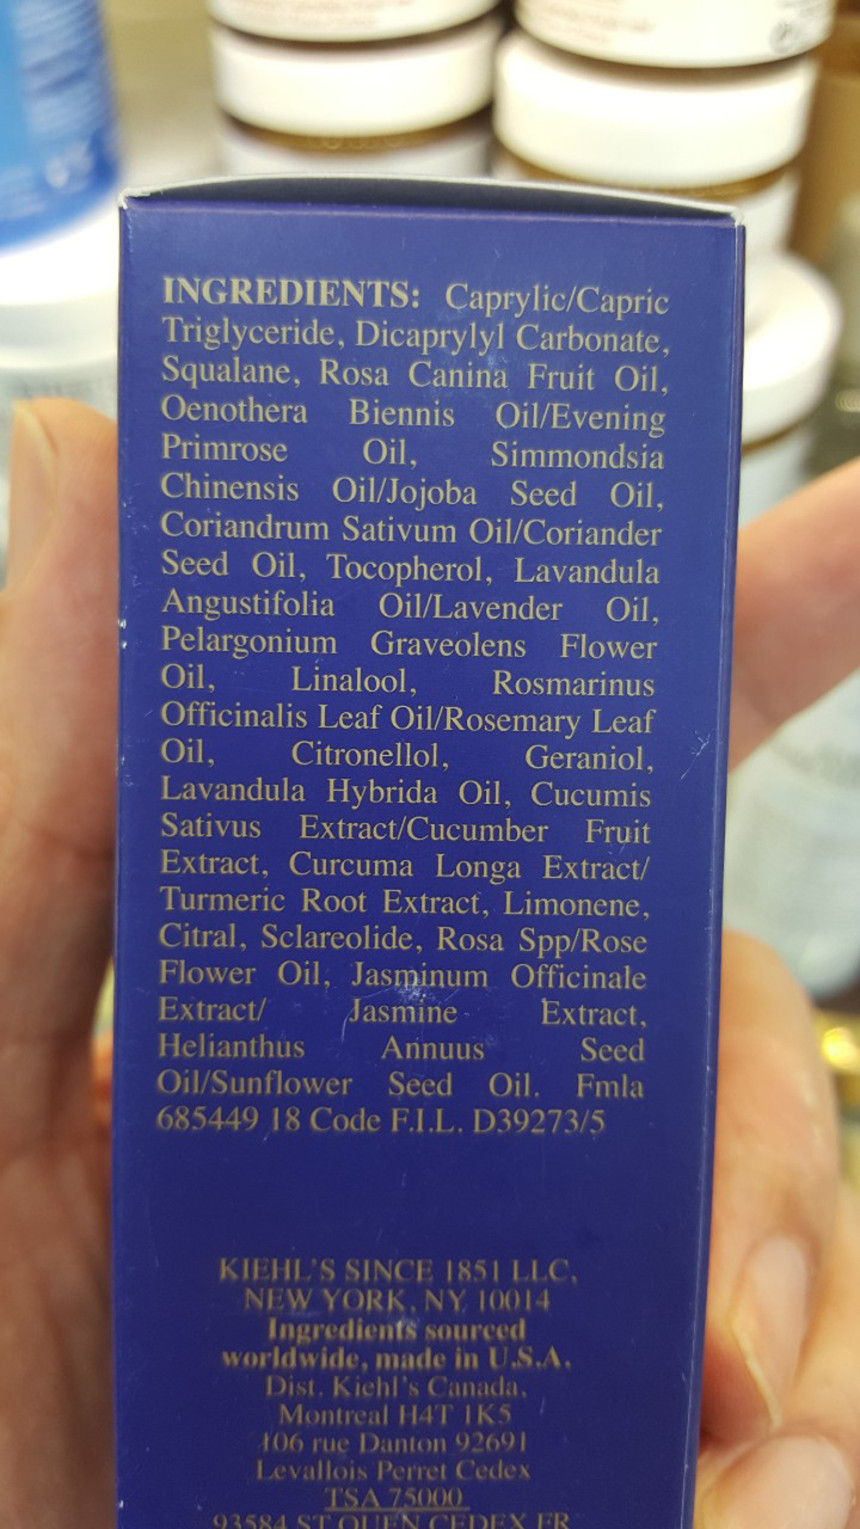 INGREDIENTS: Caprylic/Capric
Triglyceride, Dicaprylyl Carbonate,
Squalane, Rosa Canina Fruit Oil,
Oenothera Biennis Oil/Evening
Primrose Oil, Simmondsia
Chinensis Oil/Jojoba Seed Oil,
Coriandrum Sativum Oil/Coriander
Seed Oil, Tocopherol, Lavandula
Angustifolia Oil/Lavender Oil,
Pelargonium Graveolens Flower
Oil, Linalool, Rosmarinus
Officinalis Leaf Oil/Rosemary Leaf
Oil, Citronellol, Geraniol,
Lavandula Hybrida Oil, Cucumis
Sativus Extract/Cucumber Fruit
Extract, Curcuma Longa Extract/
Turmeric Root Extract, Limonene,
Citral, Sclareolide, Rosa Spp/Rose
Flower Oil, Jasminum Officinale
Extract/ Jasmine Extract,
Helianthus Annuus Seed
Oil/Sunflower Seed Oil. Fmla
685449 18 Code F.I.L. D39273/5
KIEHL'S SINCE 1851 LLC,
NEW YORK, NY 10014
Ingredients sourced
worldwide, made in U.S.A.
Dist. Kiehl's Canada,
Montreal H4T 1K5
106 rue Danton 92691
Levallois Perret Cedex
TSA 75000
93584 ST OUEN CEDEX FR